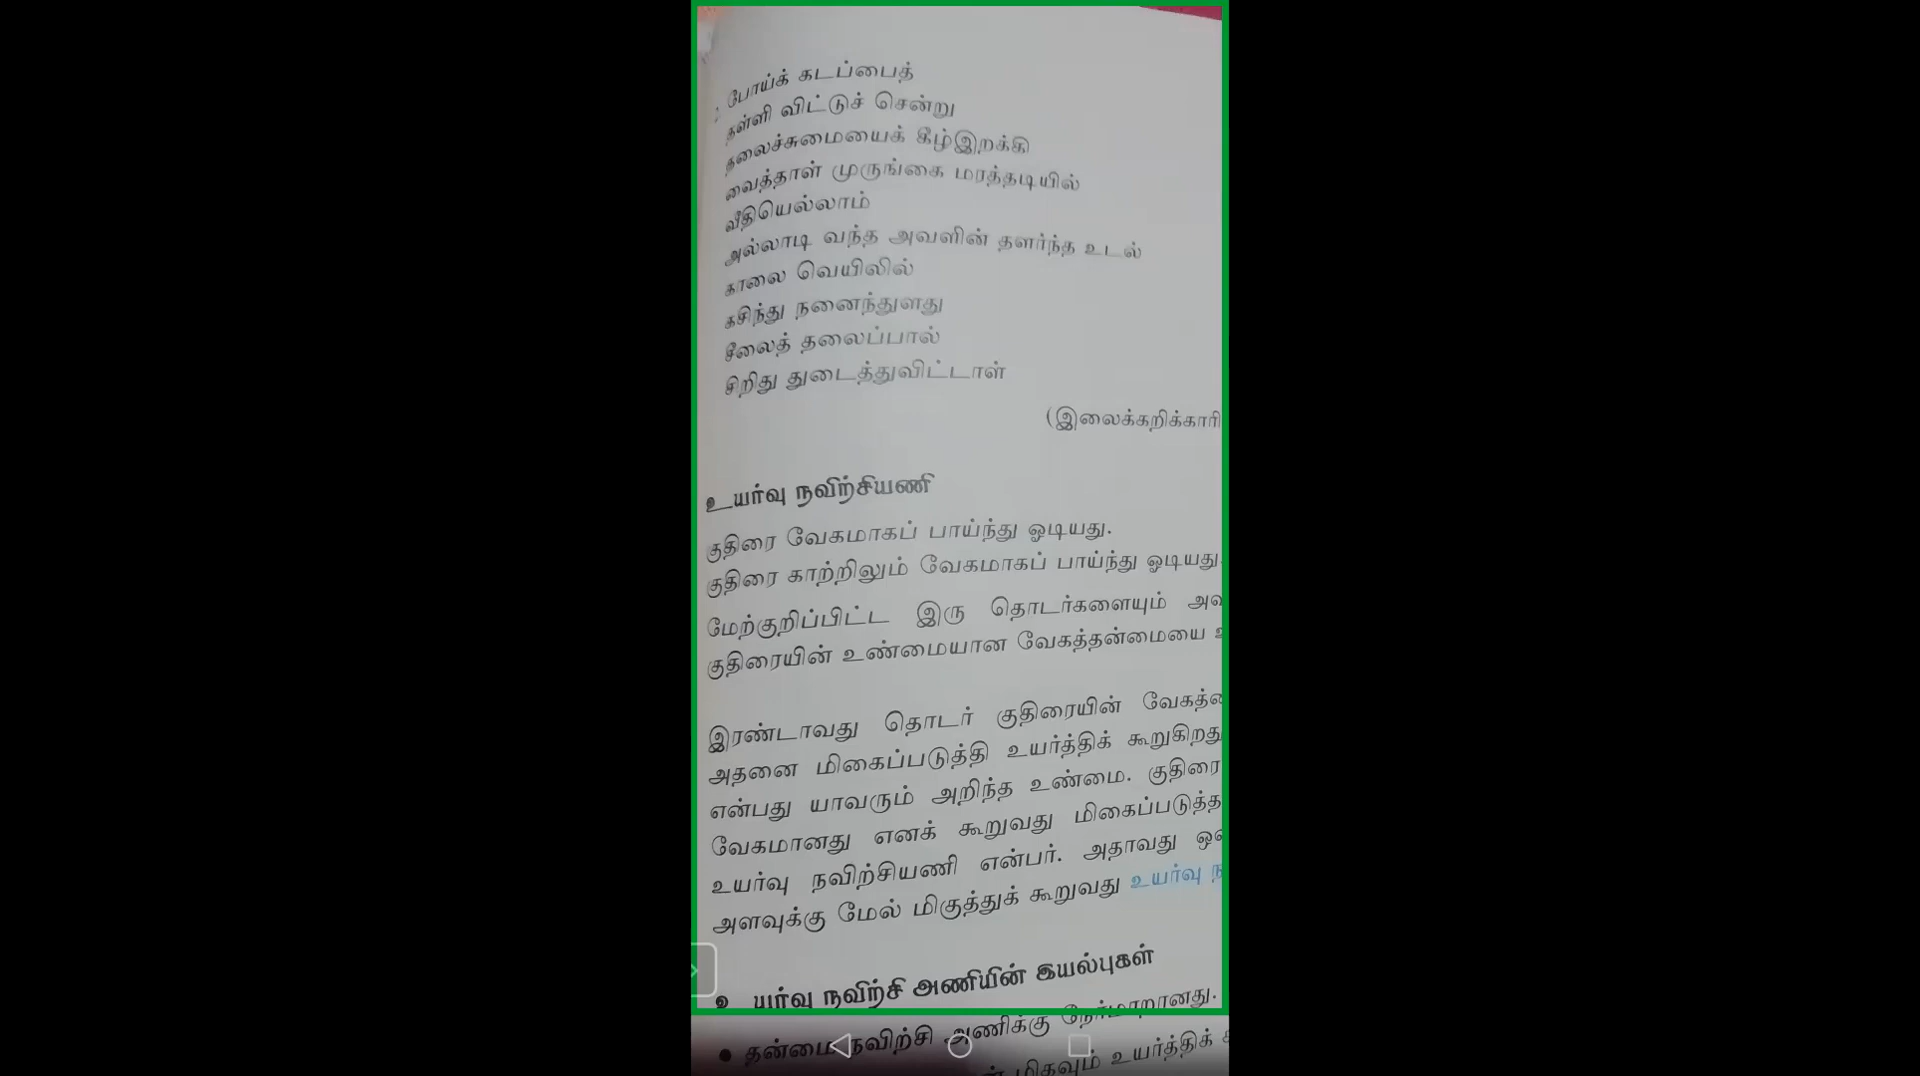 போய்க் கடப்பைத்
தள்ளி விட்டுச் சென்று
தலைச்சுமையைக் கீழ்இறக்கி
வைத்தாள் முருங்கை மரத்தடியில்
வீதியெல்லாம்
அல்லாடி வந்த அவளின் தளர்ந்த உடல்
காலை வெயிலில்
கசிந்து நனைந்துளது
சீலைத் தலைப்பால்
சிறிது துடைத்துவிட்டாள்
(இலைக்கறிக்காரி
உயர்வு நவிற்சியணி
குதிரை வேகமாகப் பாய்ந்து ஓடியது.
குதிரை காற்றிலும் வேகமாகப் பாய்ந்து ஓடியது.
மேற்குறிப்பிட்ட இரு தொடர்களையும்
குதிரையின் உண்மையான வேகத்தன்மையை
இரண்டாவது தொடர் குதிரையின்
அதனை மிகைப்படுத்தி உயர்த்திக் கூறுகிறது
என்பது யாவரும் அறிந்த உண்மை. குதிரை
வேகமானது எனக் கூறுவது மிகைப்படுத்த
உயர்வு நவிற்சியணி என்பர். அதாவது
அளவுக்கு மேல் மிகுத்துக் கூறுவது உயர்வு
உயர்வு நவிற்சி அணியின் இயல்புகள்
• தன்மை நவிற்சி அணிக்கு நேர்மாறானது.
மிகவும் உயர்த்திக்